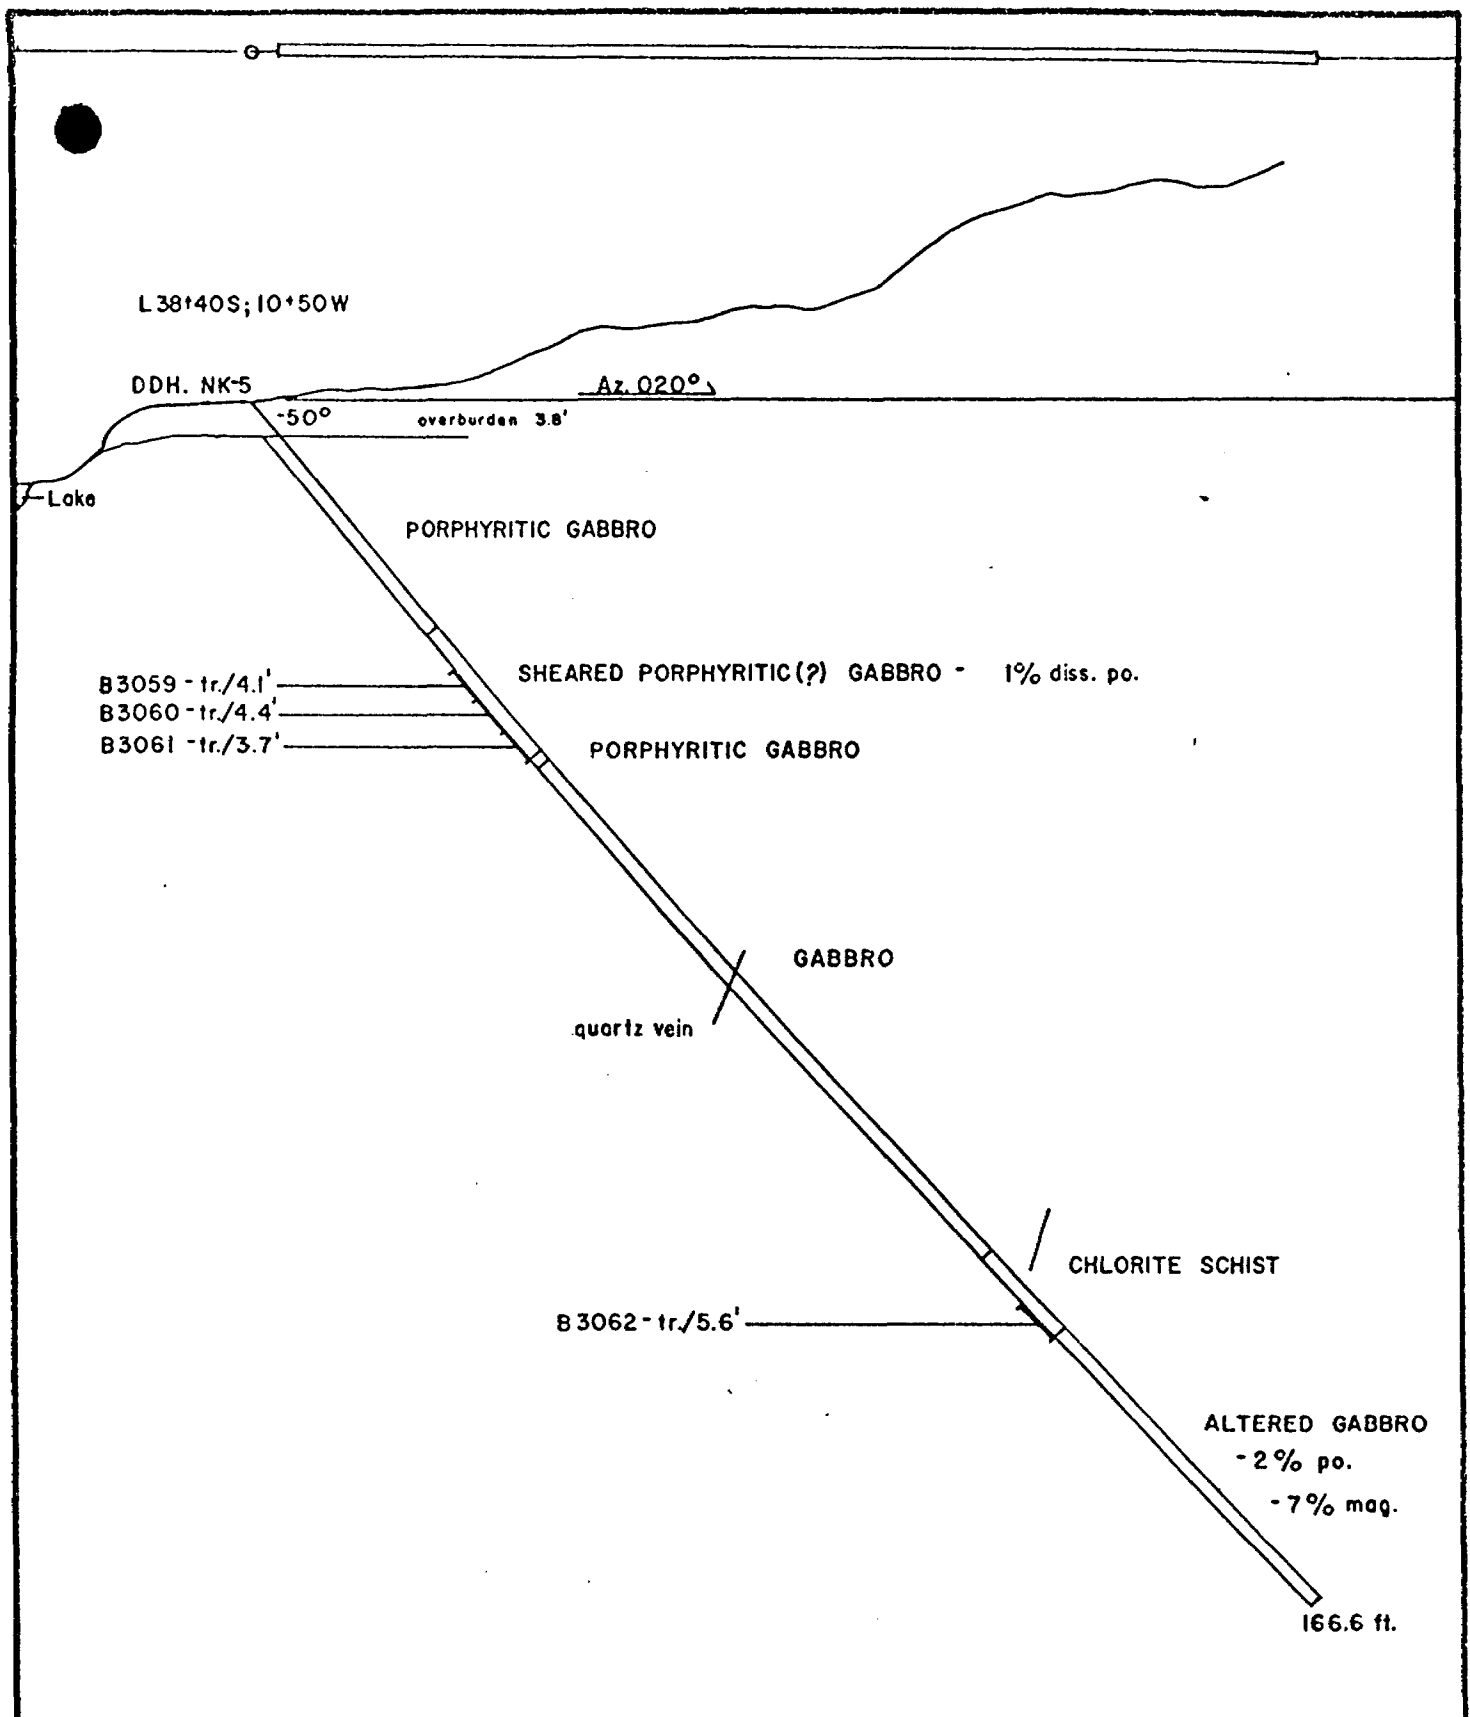 L38+40S; 10+50W
DDH. NK-5
Az. 020°
-50°
overburden 3.8'
Lake
PORPHYRITIC GABBRO
SHEARED PORPHYRITIC(?) GABBRO - 1% diss. po.
B3059 - tr./4.1'
B3060 - tr./4.4'
B3061 - tr./3.7'
PORPHYRITIC GABBRO
GABBRO
quartz vein
CHLORITE SCHIST
B3062 - tr./5.6'
ALTERED GABBRO
- 2% po.
- 7% mag.
166.6 ft.